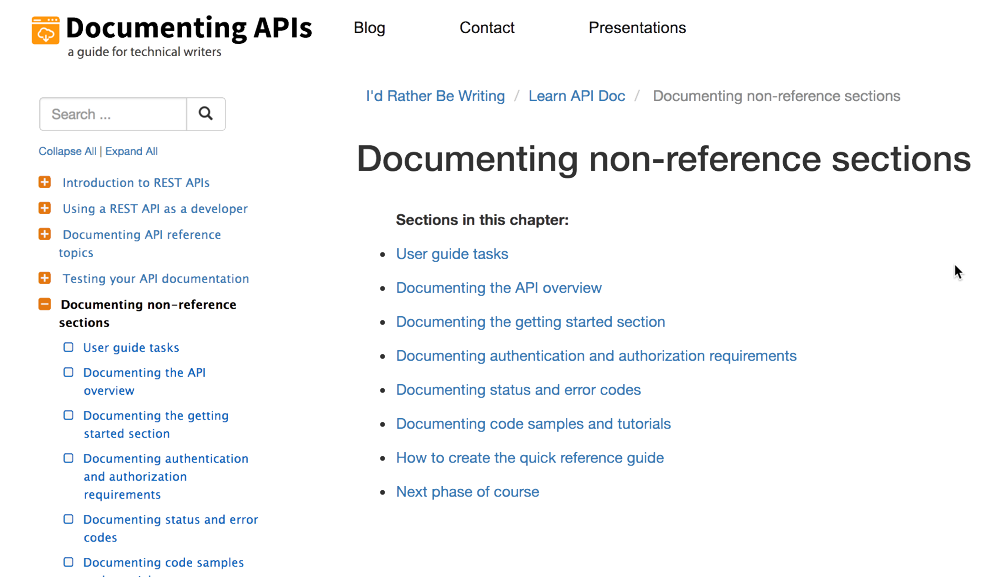 Documenting APIs
a guide for technical writers
Blog
Contact
Presentations
Search ...
Collapse All | Expand All
Introduction to REST APIs
Using a REST API as a developer
Documenting API reference
topics
Testing your API documentation
Documenting non-reference
sections
User guide tasks
Documenting the API
overview
Documenting the getting
started section
Documenting authentication
and authorization
requirements
Documenting status and error
codes
Documenting code samples
I'd Rather Be Writing / Learn API Doc / Documenting non-reference sections
Documenting non-reference sections
Sections in this chapter:
User guide tasks
Documenting the API overview
Documenting the getting started section
Documenting authentication and authorization requirements
Documenting status and error codes
Documenting code samples and tutorials
How to create the quick reference guide
Next phase of course